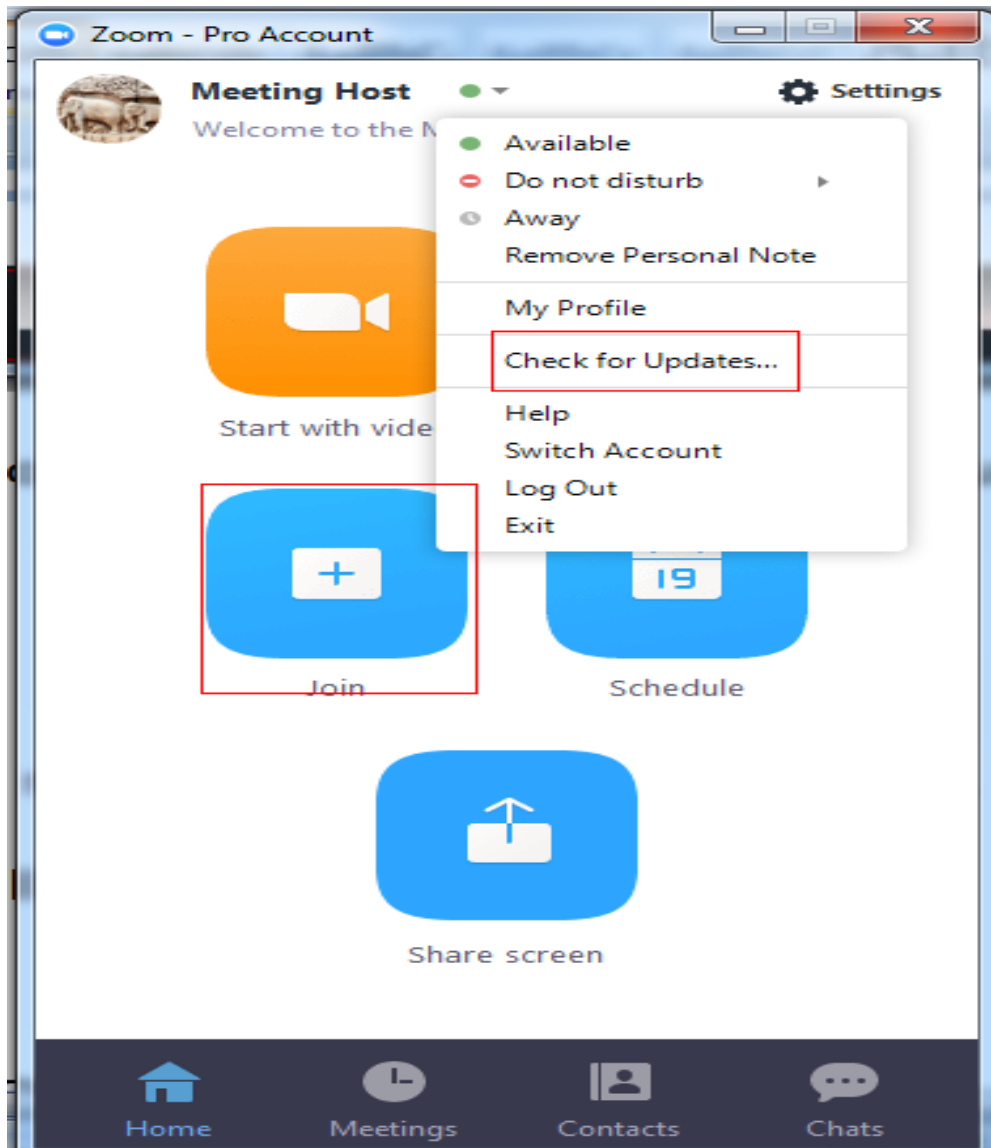 Zoom - Pro Account
Meeting Host
Settings
Welcome to the M
Available
Do not disturb
Away
Remove Personal Note
My Profile
Check for Updates...
Help
Switch Account
Log Out
Exit
Start with vide
19
Join
Schedule
Share screen
Home
Meetings
Contacts
Chats